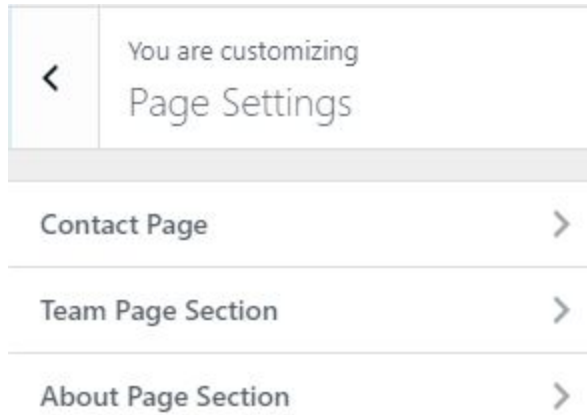 You are customizing
Page Settings
Contact Page
Team Page Section
About Page Section